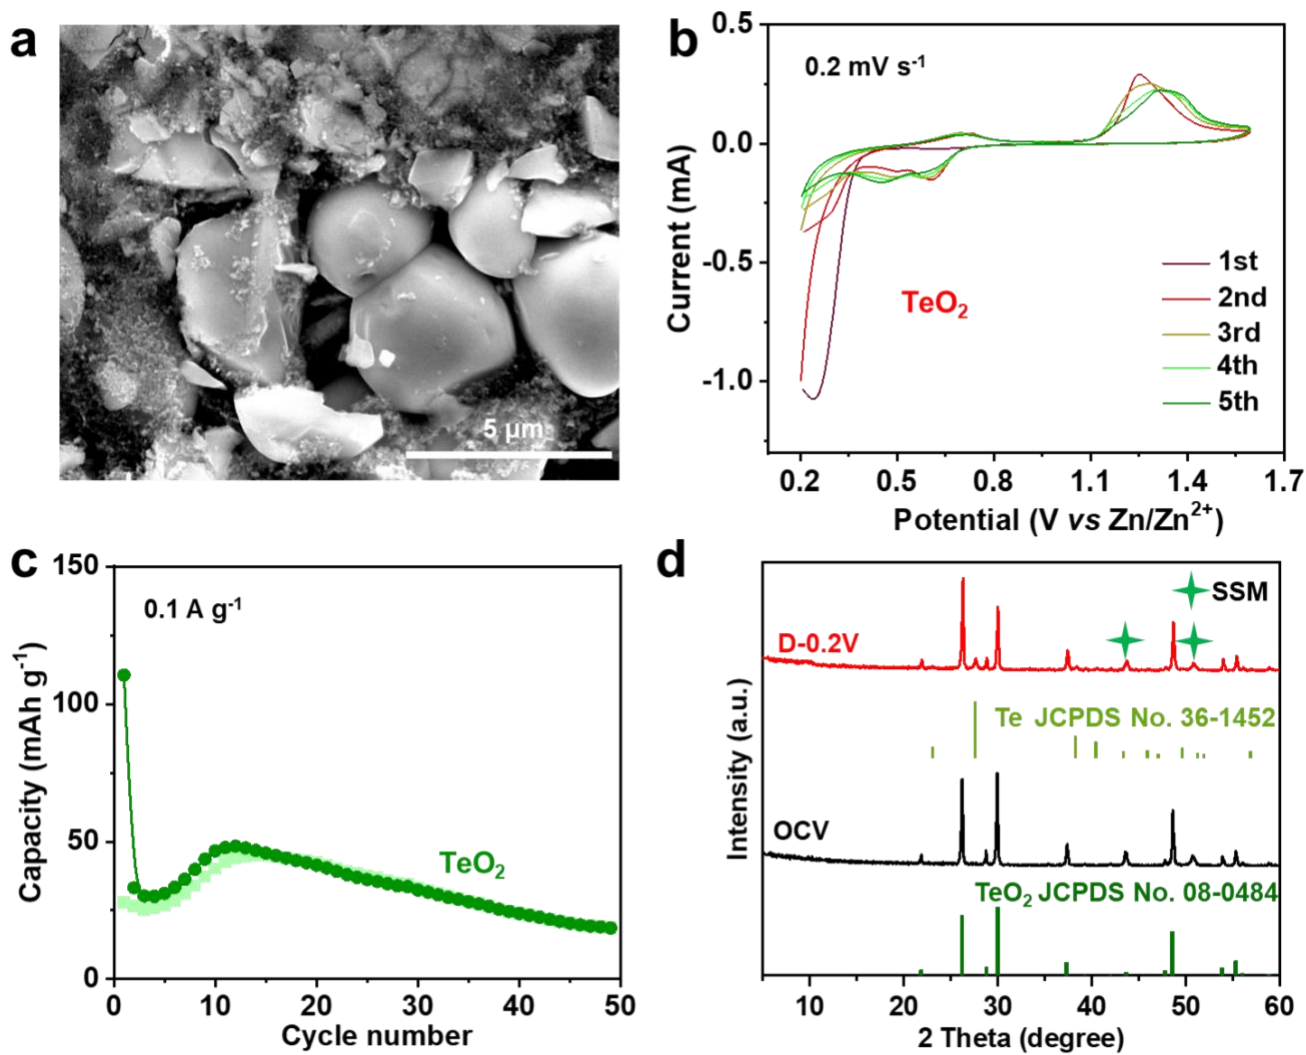 a
5 μm
b
0.2 mV s⁻¹
TeO₂
1st
2nd
3rd
4th
5th
0.5
0.0
-0.5
-1.0
Current (mA)
0.2 0.5 0.8 1.1 1.4 1.7
Potential (V vs Zn/Zn²⁺)
c
0.1 A g⁻¹
TeO₂
150
100
50
0
Capacity (mAh g⁻¹)
0 10 20 30 40 50
Cycle number
d
SSM
D-0.2V
Te JCPDS No. 36-1452
OCV
TeO₂ JCPDS No. 08-0484
Intensity (a.u.)
10 20 30 40 50 60
2 Theta (degree)